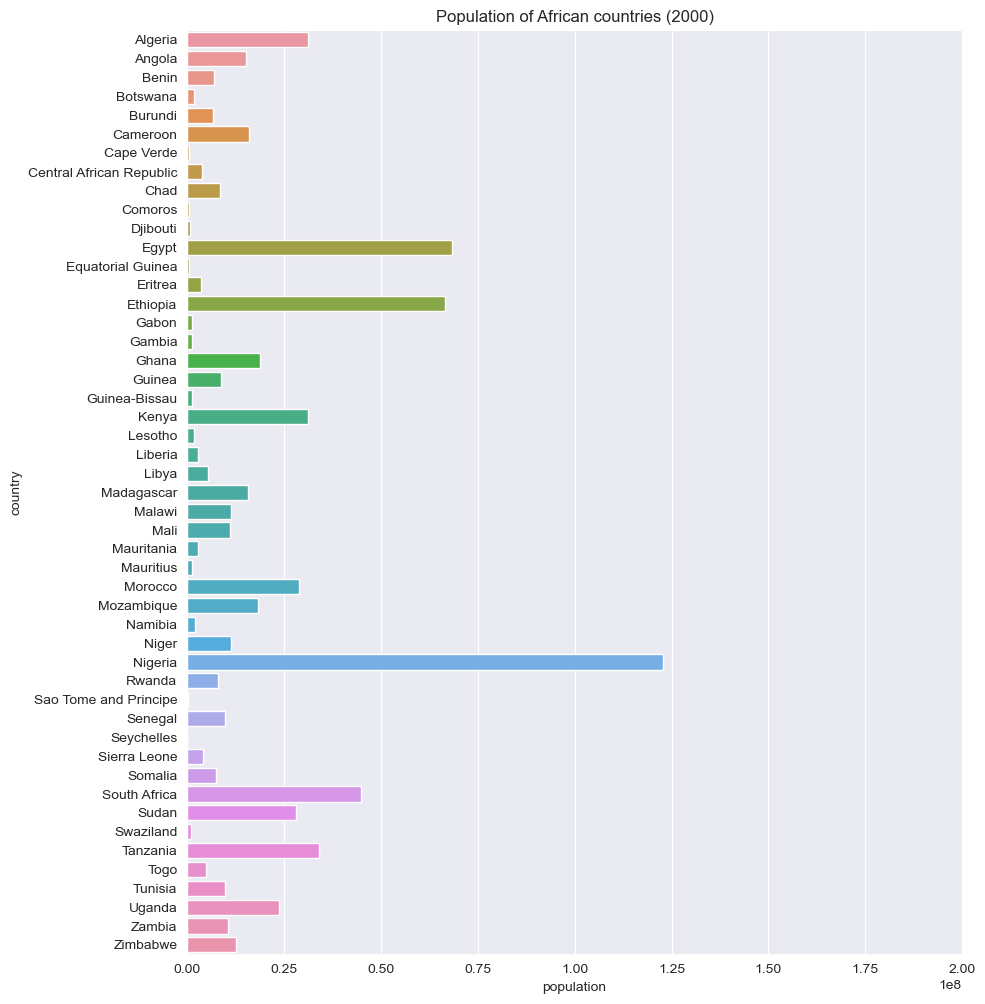 Population of African countries (2000)
Algeria
Angola
Benin
Botswana
Burundi
Cameroon
Cape Verde
Central African Republic
Chad
Comoros
Djibouti
Egypt
Equatorial Guinea
Eritrea
Ethiopia
Gabon
Gambia
Ghana
Guinea
Guinea-Bissau
Kenya
Lesotho
Liberia
Libya
Madagascar
Malawi
Mali
Mauritania
Mauritius
Morocco
Mozambique
Namibia
Niger
Nigeria
Rwanda
Sao Tome and Principe
Senegal
Seychelles
Sierra Leone
Somalia
South Africa
Sudan
Swaziland
Tanzania
Togo
Tunisia
Uganda
Zambia
Zimbabwe
country
0.00 0.25 0.50 0.75 1.00 1.25 1.50 1.75 2.00
1e8
population